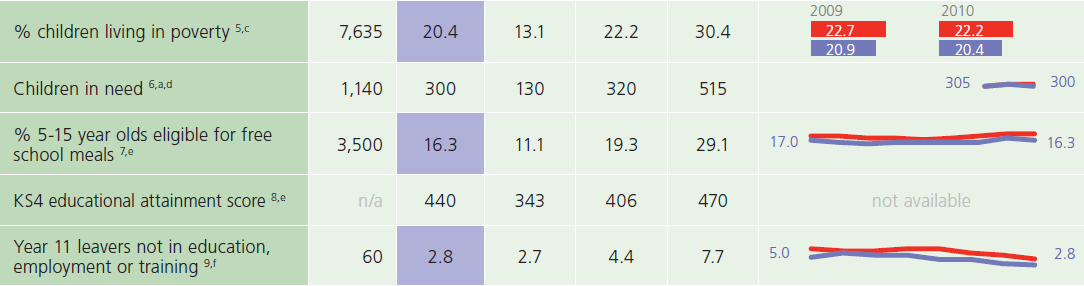 2009 2010
% children living in poverty 5,c 7,635 20.4 13.1 22.2 30.4 22.7 22.2
20.9 20.4
Children in need 6,a,d 1,140 300 130 320 515 305 300
% 5-15 year olds eligible for free
school meals 7,e 3,500 16.3 11.1 19.3 29.1 17.0 16.3
KS4 educational attainment score 8,e n/a 440 343 406 470 not available
Year 11 leavers not in education,
employment or training 9,f 60 2.8 2.7 4.4 7.7 5.0 2.8